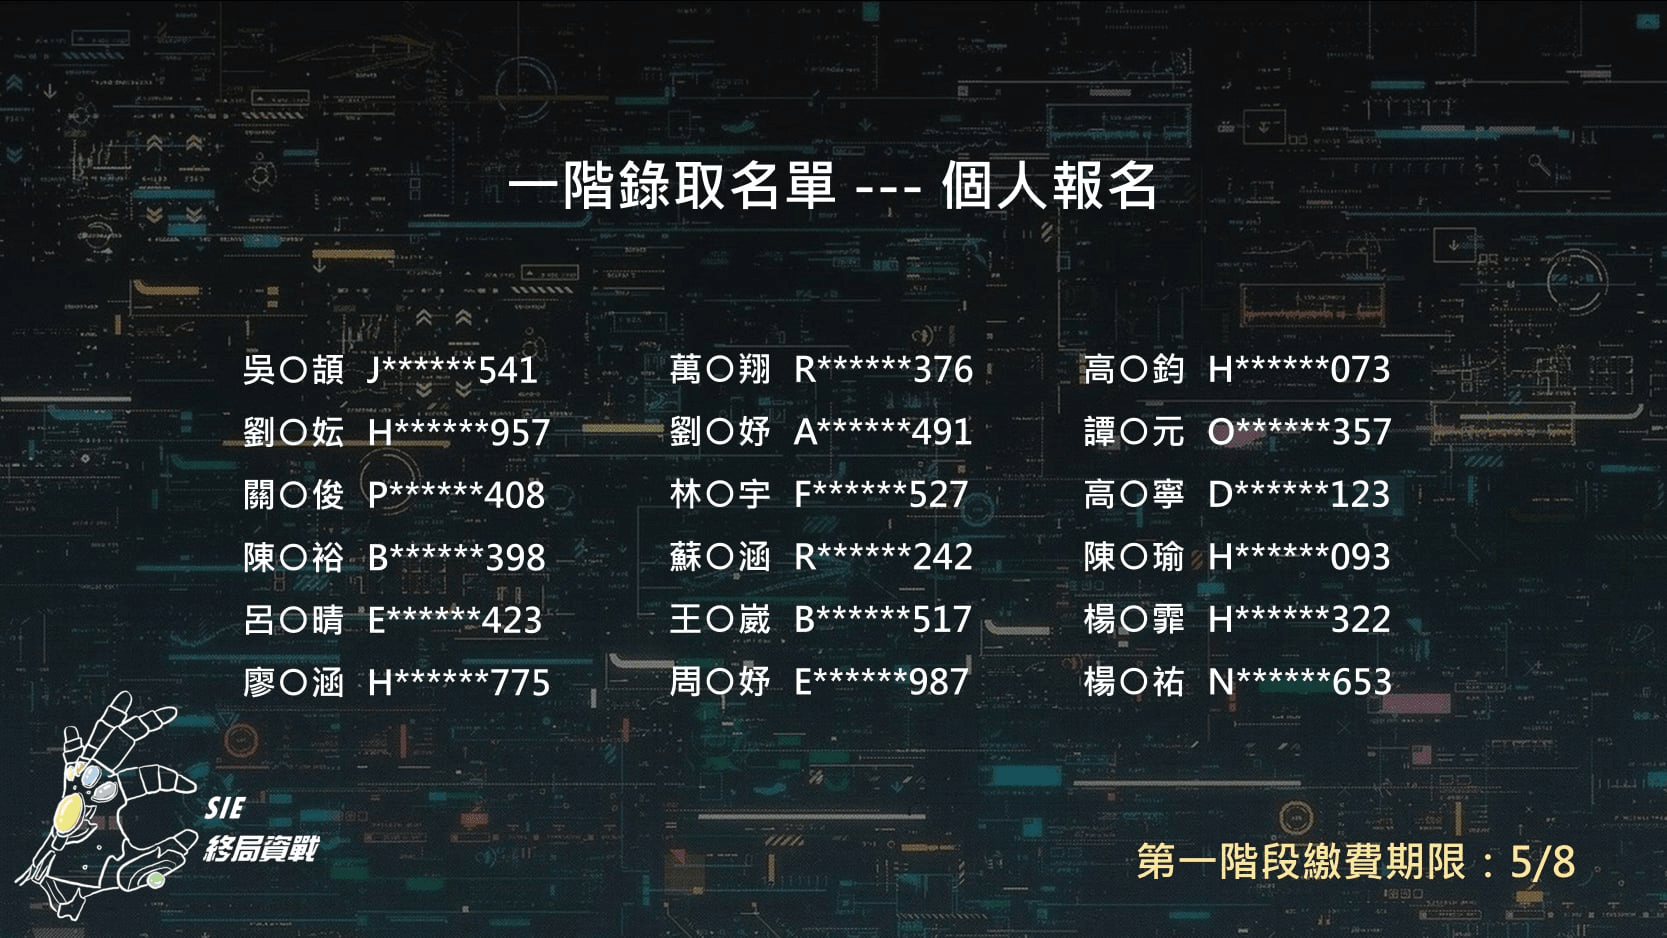 一階錄取名單 --- 個人報名
吳〇頡 J******541
萬〇翔 R******376
高〇鈞 H******073
劉〇妘 H******957
劉〇妤 A******491
譚〇元 O******357
關〇俊 P******408
林〇宇 F******527
高〇寧 D******123
陳〇裕 B******398
蘇〇涵 R******242
陳〇瑜 H******093
呂〇晴 E******423
王〇崴 B******517
楊〇霏 H******322
廖〇涵 H******775
周〇妤 E******987
楊〇祐 N******653
SIE
終局資戰
第一階段繳費期限：5/8